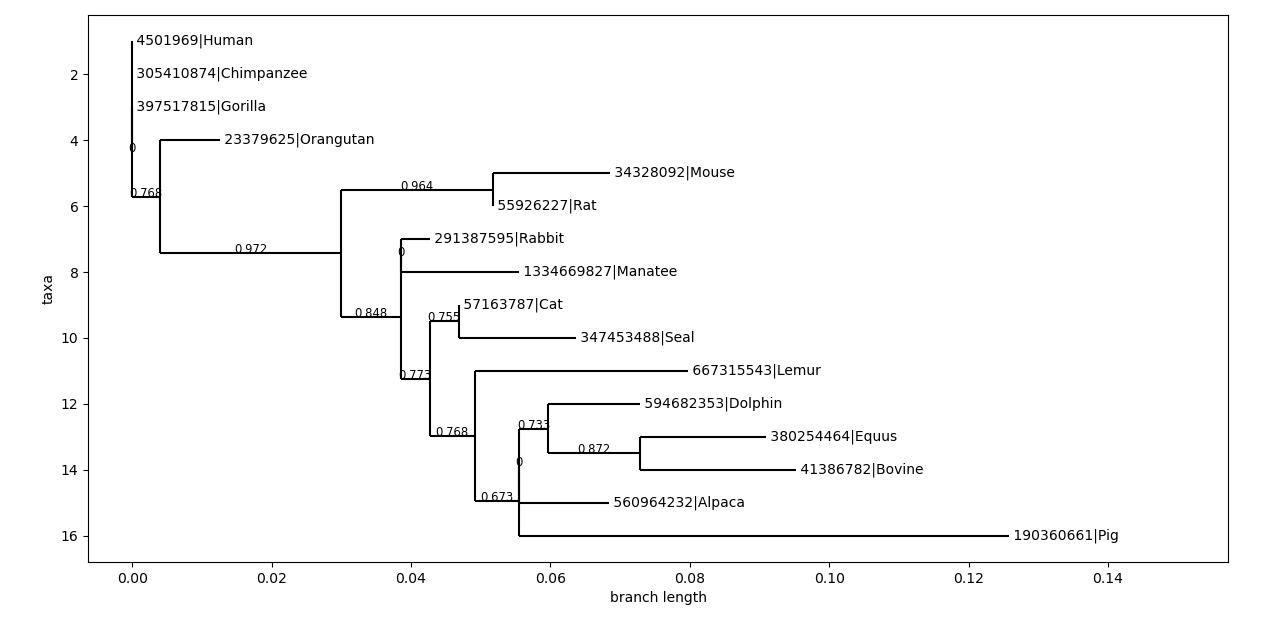 4501969|Human
2
305410874|Chimpanzee
397517815|Gorilla
4
23379625|Orangutan
0
34328092|Mouse
0.964
0.768
6
55926227|Rat
291387595|Rabbit
0.972
0
8
1334669827|Manatee
taxa
57163787|Cat
0.848
0.755
10
347453488|Seal
667315543|Lemur
0.773
12
594682353|Dolphin
0.733
0.768
380254464|Equus
0.872
0
14
41386782|Bovine
0.673
560964232|Alpaca
16
190360661|Pig
0.00 0.02 0.04 0.06 0.08 0.10 0.12 0.14
branch length